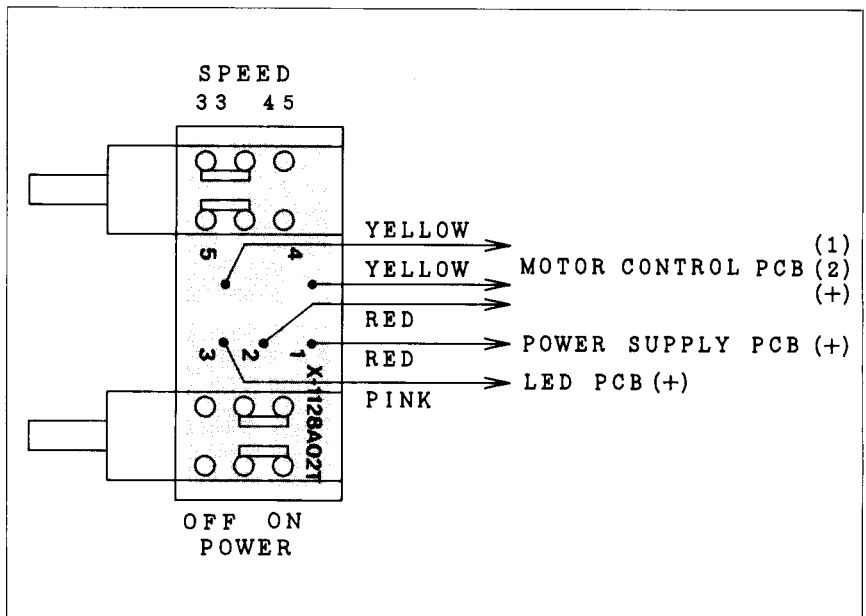 SPEED
33 45
YELLOW
(1)
5 4
YELLOW
MOTOR CONTROL PCB (2)
(+)
RED
3 2 1
POWER SUPPLY PCB (+)
RED
LED PCB (+)
PINK
X-1128A02T
OFF ON
POWER